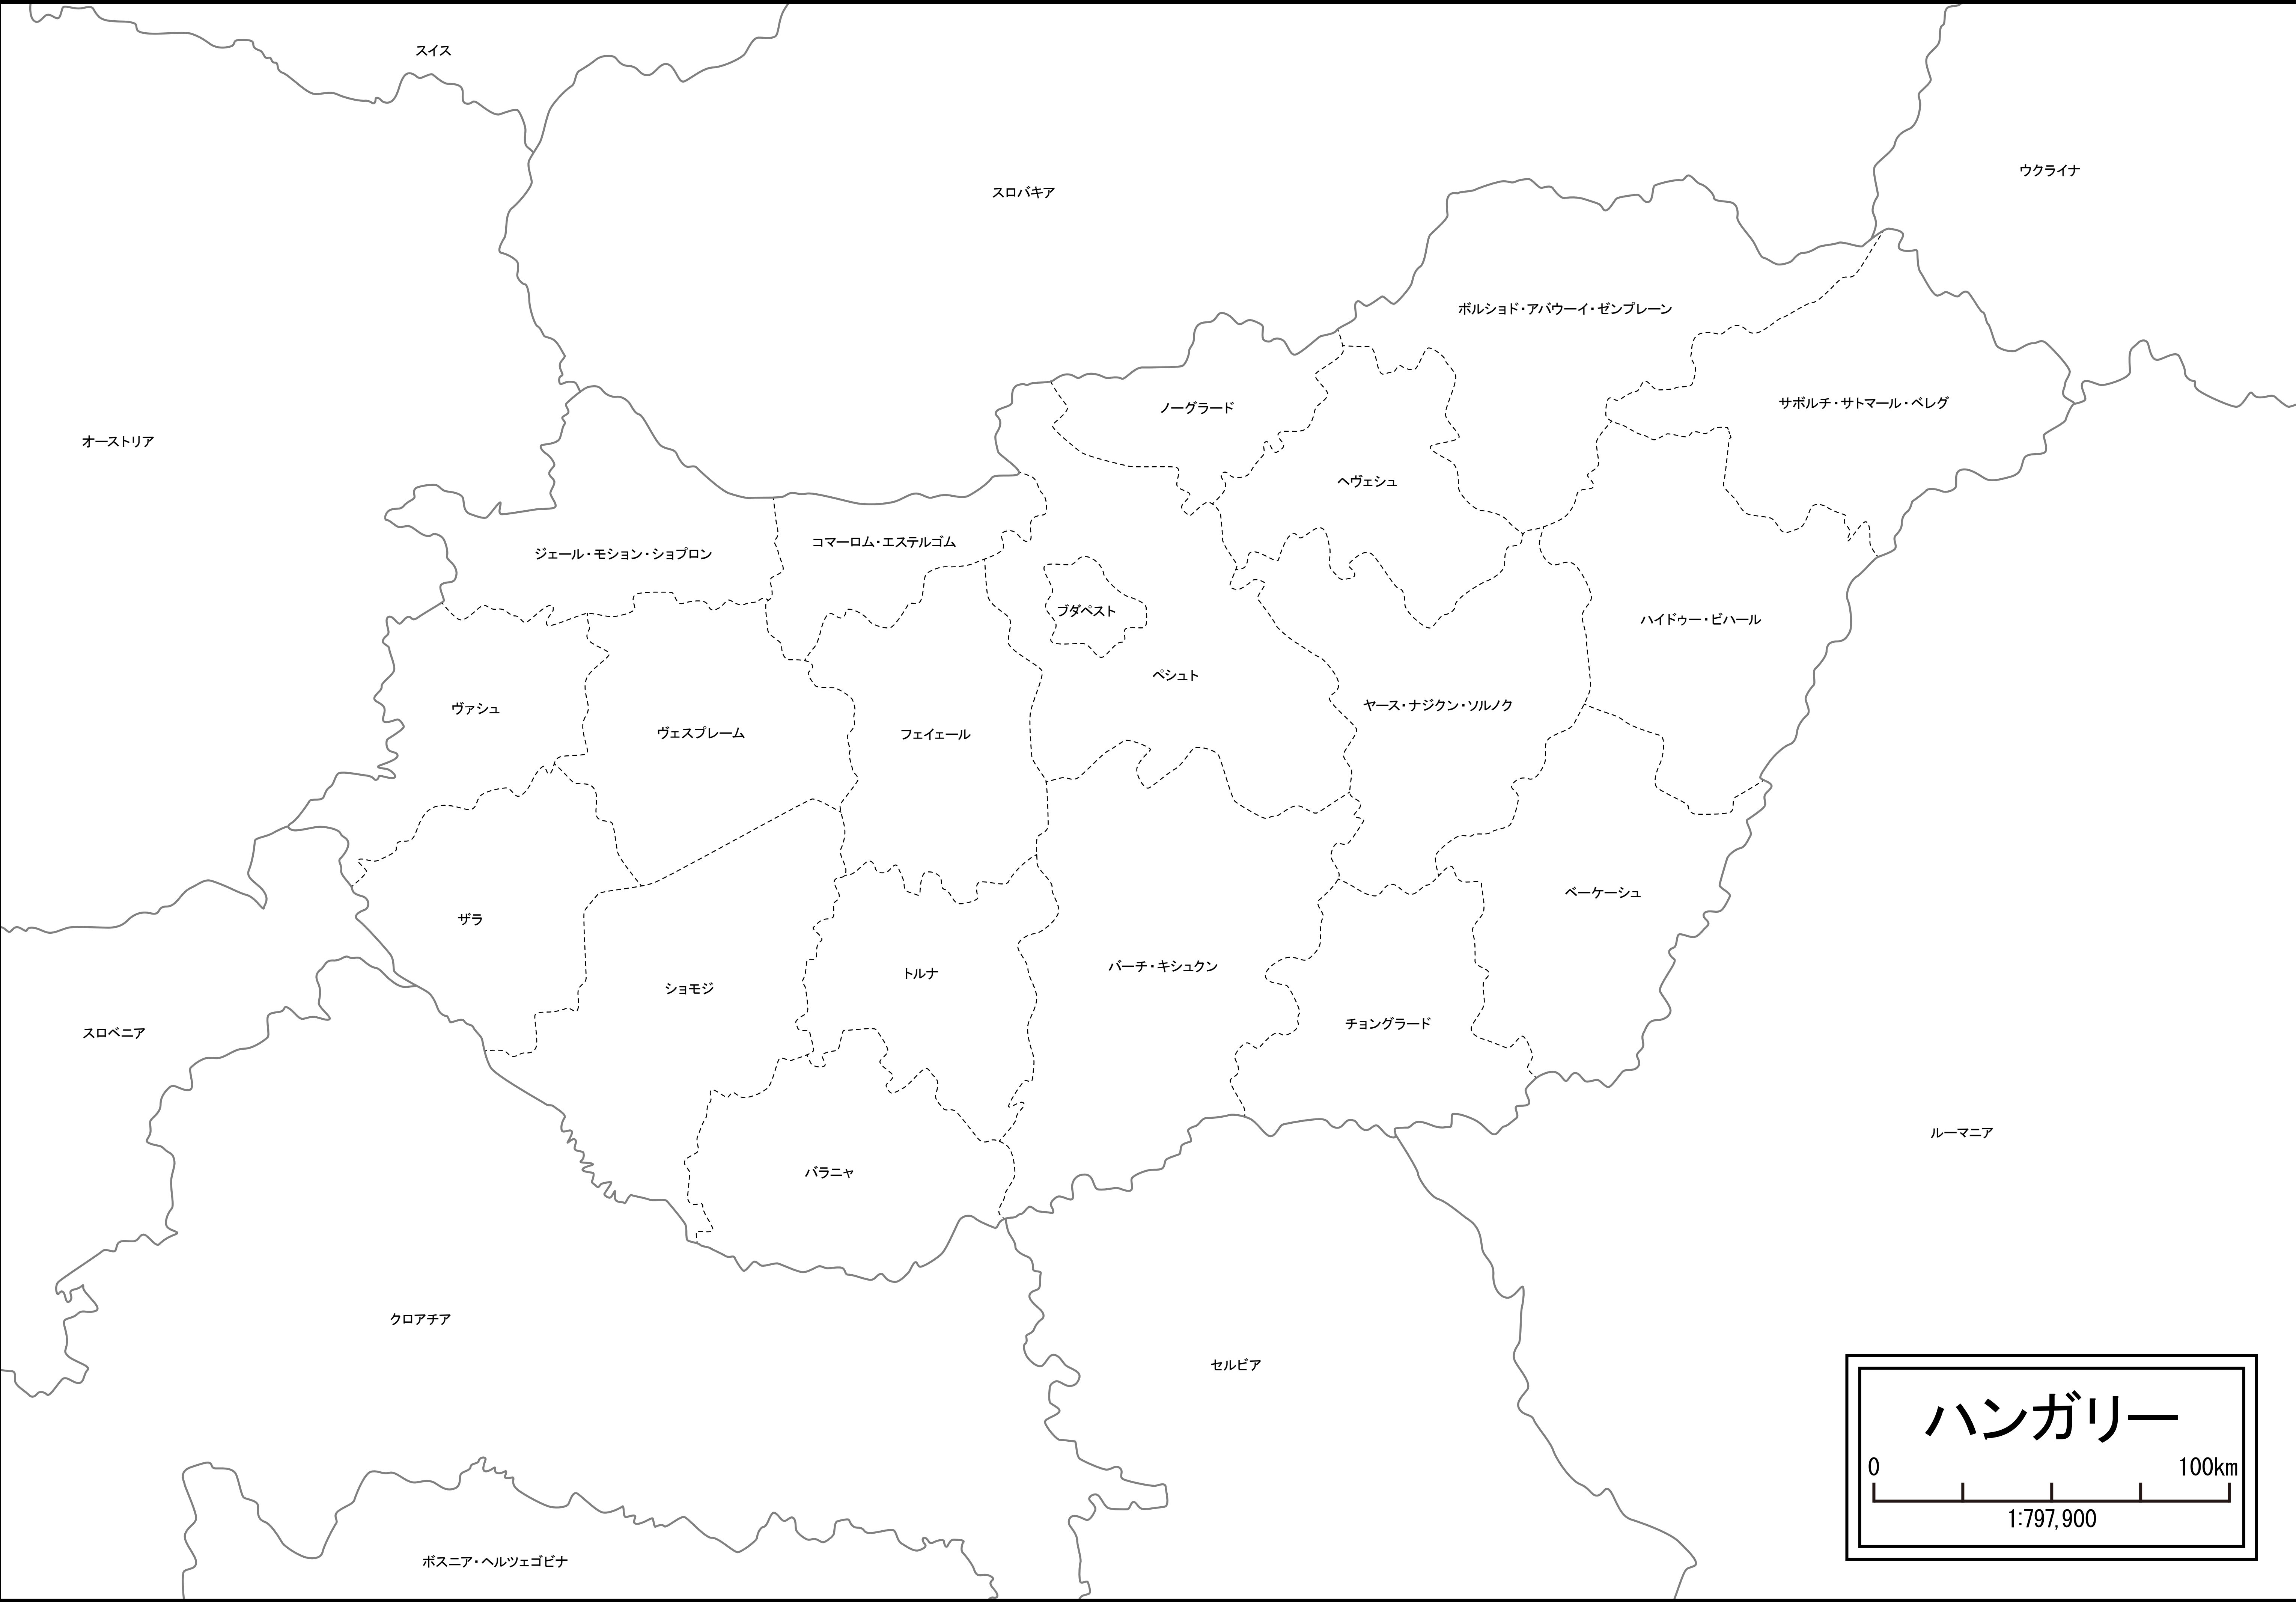 スイス
ウクライナ
スロバキア
ボルショド・アバウーイ・ゼンプレーン
サボルチ・サトマール・ベレグ
ノーグラード
オーストリア
ヘヴェシュ
コマーロム・エステルゴム
ジェール・モション・ショプロン
ブダペスト
ハイドゥー・ビハール
ペシュト
ヤース・ナジクン・ソルノク
ヴァシュ
ヴェスプレーム
フェイェール
ベーケーシュ
ザラ
バーチ・キシュクン
トルナ
ショモジ
チョングラード
スロベニア
ルーマニア
バラニャ
クロアチア
セルビア
ハンガリー
0 100km
1:797,900
ボスニア・ヘルツェゴビナ